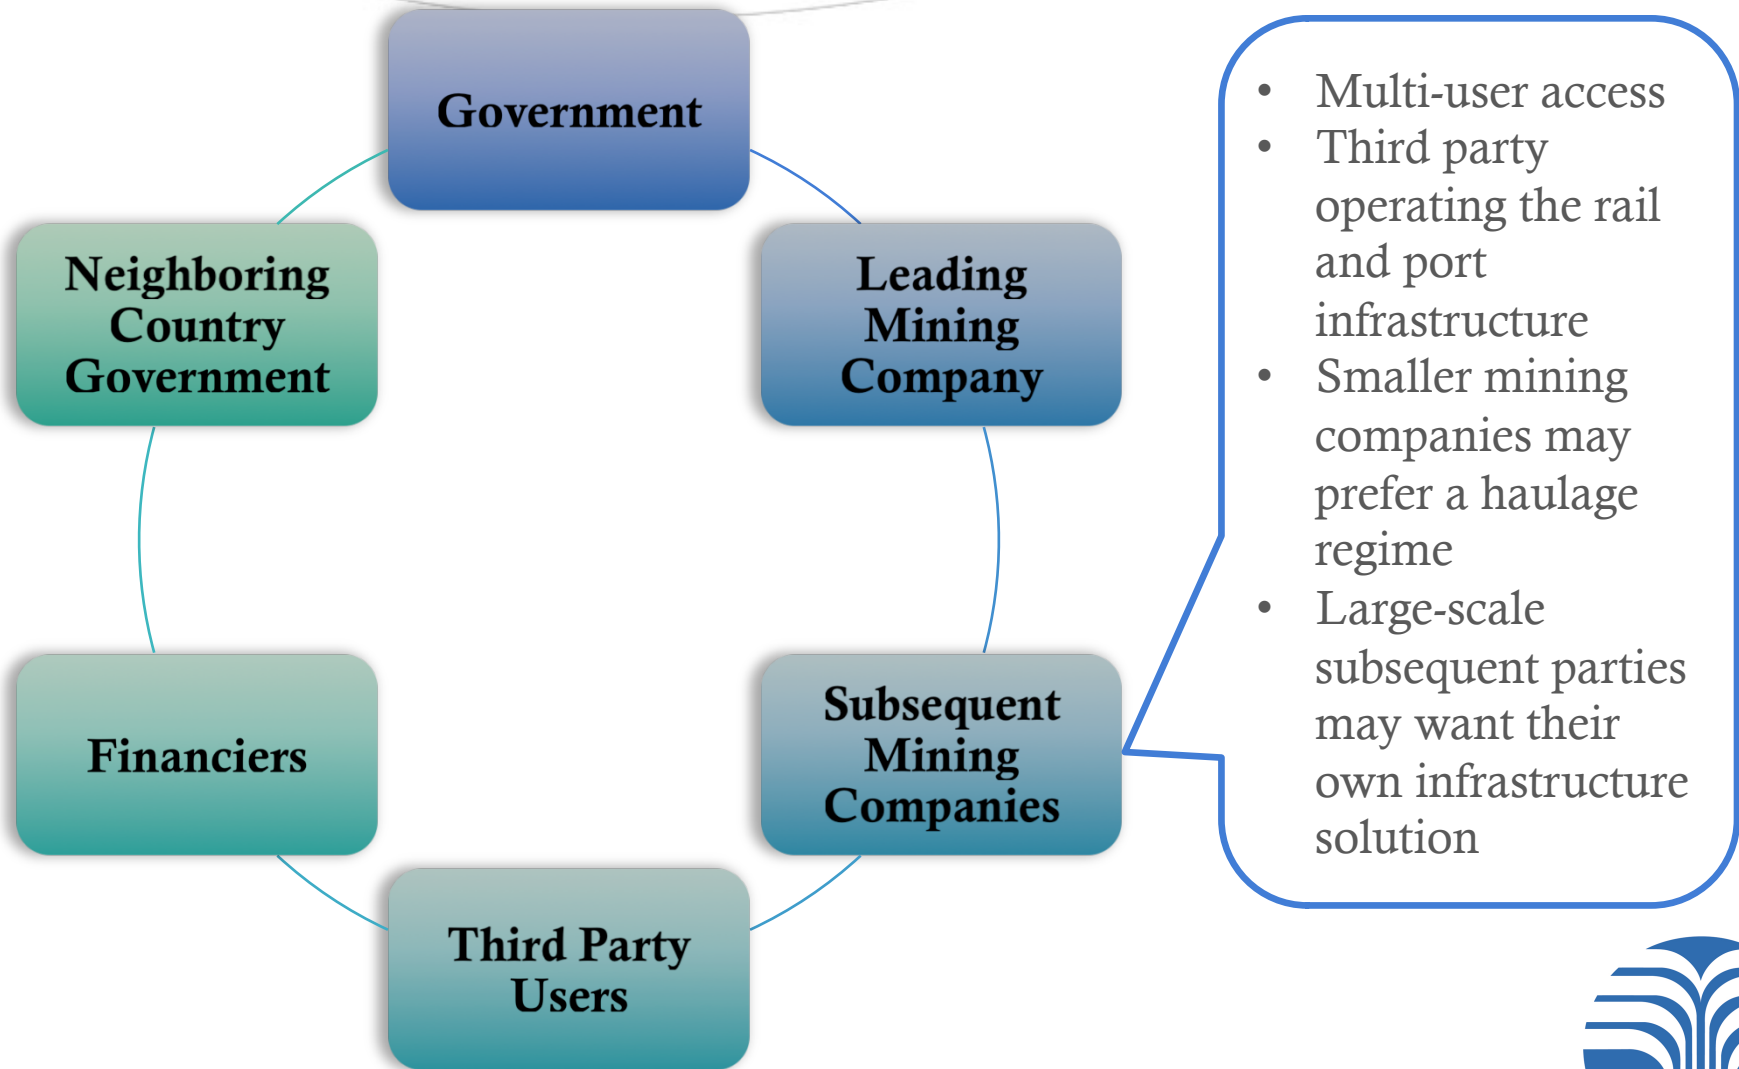 Government
Neighboring
Country
Government
Leading
Mining
Company
Financiers
Subsequent
Mining
Companies
Third Party
Users
• Multi-user access
• Third party
operating the rail
and port
infrastructure
• Smaller mining
companies may
prefer a haulage
regime
• Large-scale
subsequent parties
may want their
own infrastructure
solution